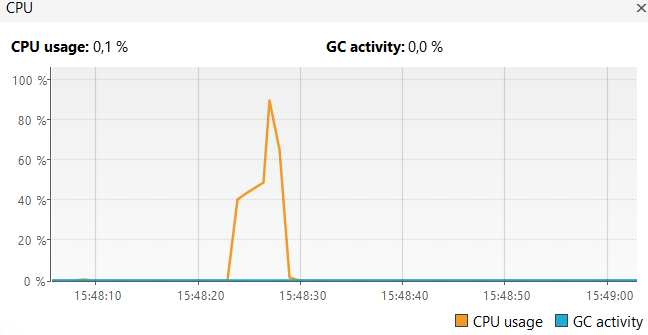 CPU ×
CPU usage: 0,1 % GC activity: 0,0 %
100 %
80 %
60 %
40 %
20 %
0 %
15:48:10 15:48:20 15:48:30 15:48:40 15:48:50 15:49:00
CPU usage GC activity